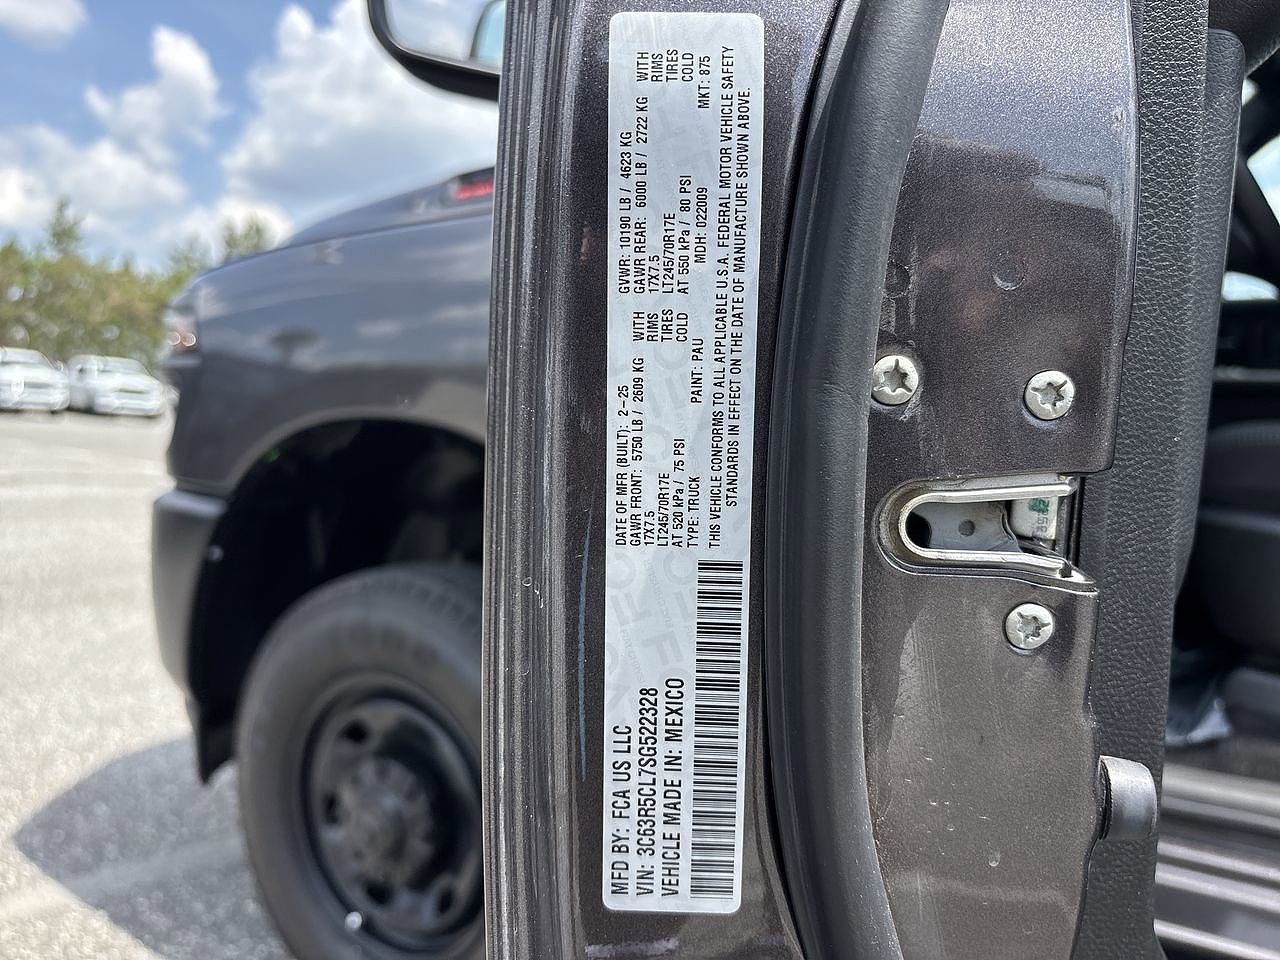 MFD BY: FCA US LLC
VIN: 3C63R5CL7SG522328
VEHICLE MADE IN: MEXICO
DATE OF MFR (BUILT): 2-25 GVWR: 10190 LB / 4623 KG
GAWR FRONT: 5750 LB / 2609 KG WITH GAWR REAR: 6000 LB / 2722 KG WITH
17X7.5 RIMS 17X7.5 RIMS
LT245/70R17E TIRES LT245/70R17E TIRES
AT 520 kPa / 75 PSI COLD AT 550 kPa / 80 PSI COLD
TYPE: TRUCK PAINT: PAU MDH: 022009 MKT: 875
THIS VEHICLE CONFORMS TO ALL APPLICABLE U.S.A. FEDERAL MOTOR VEHICLE SAFETY
STANDARDS IN EFFECT ON THE DATE OF MANUFACTURE SHOWN ABOVE.